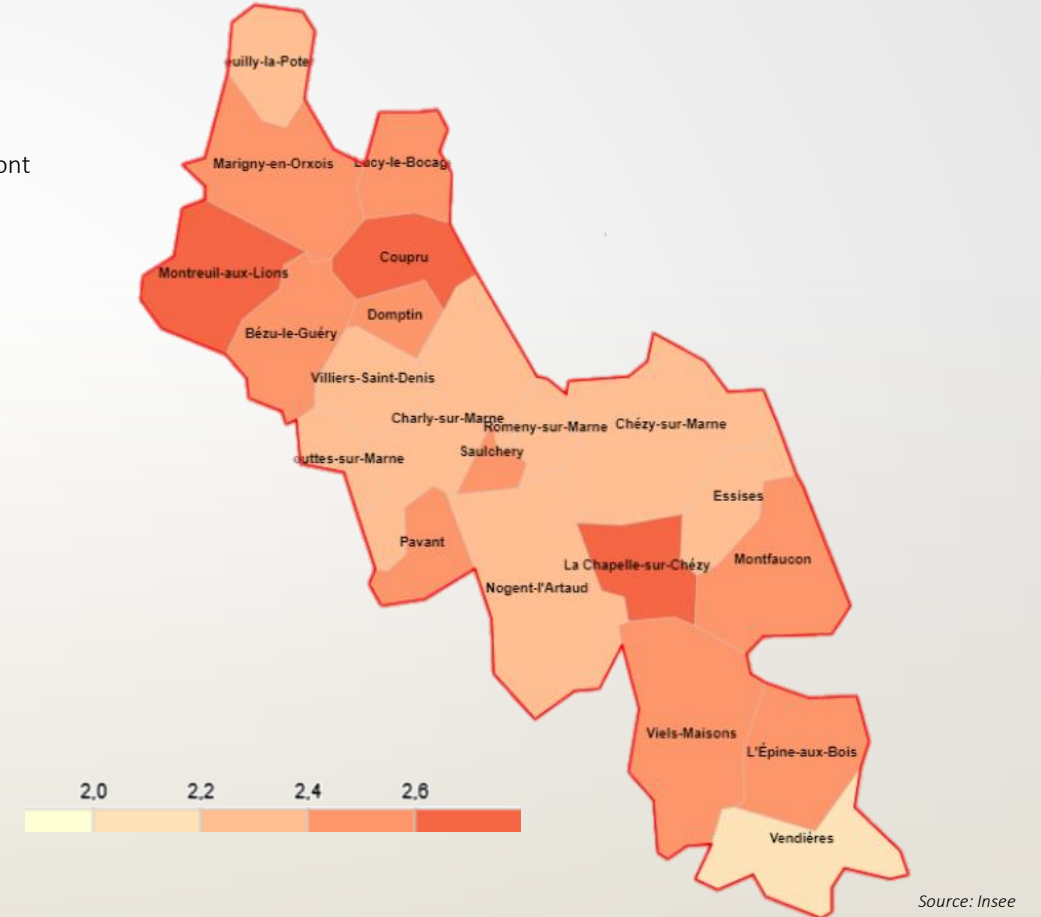 euilly-la-Poter
ont
Marigny-en-Orxois
Lucy-le-Bocag
Coupru
Montreuil-aux-Lions
Domptin
Bézu-le-Guéry
Villiers-Saint-Denis
Charly-sur-Marne
Romeny-sur-Marne
Chézy-sur-Marne
Saulchery
outtes-sur-Marne
Essises
Pavant
Montfaucon
La Chapelle-sur-Chézy
Nogent-l'Artaud
Viels-Maisons
L'Épine-aux-Bois
2,0 2,2 2,4 2,6
Vendières
Source: Insee